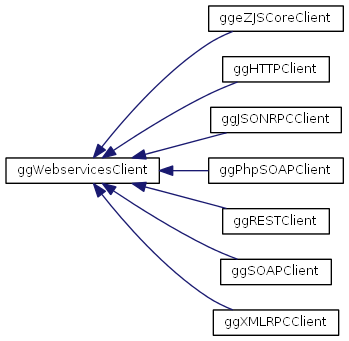 ggeZJSCoreClient
ggHTTPClient
ggJSONRPCClient
ggWebservicesClient
ggPhpSOAPClient
ggRESTClient
ggSOAPClient
ggXMLRPCClient